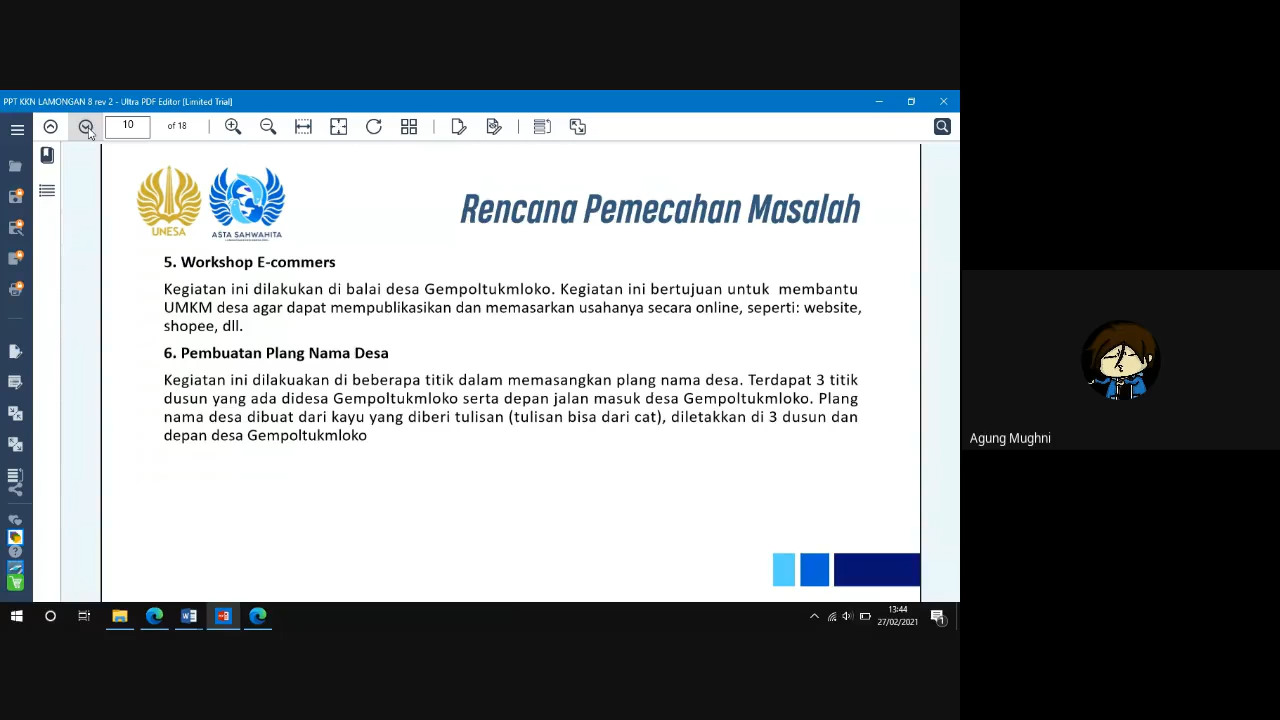 PPT KKN LAMONGAN 8 rev 2 - Ultra PDF Editor [Limited Trial]
10 of 18
UNESA
ASTA SAHWAHITA
Rencana Pemecahan Masalah
5. Workshop E-commers
Kegiatan ini dilakukan di balai desa Gempoltukmloko. Kegiatan ini bertujuan untuk membantu
UMKM desa agar dapat mempublikasikan dan memasarkan usahanya secara online, seperti: website,
shopee, dll.
6. Pembuatan Plang Nama Desa
Kegiatan ini dilakuakan di beberapa titik dalam memasangkan plang nama desa. Terdapat 3 titik
dusun yang ada didesa Gempoltukmloko serta depan jalan masuk desa Gempoltukmloko. Plang
nama desa dibuat dari kayu yang diberi tulisan (tulisan bisa dari cat), diletakkan di 3 dusun dan
depan desa Gempoltukmloko
Agung Mughni
13:44
27/02/2021
1